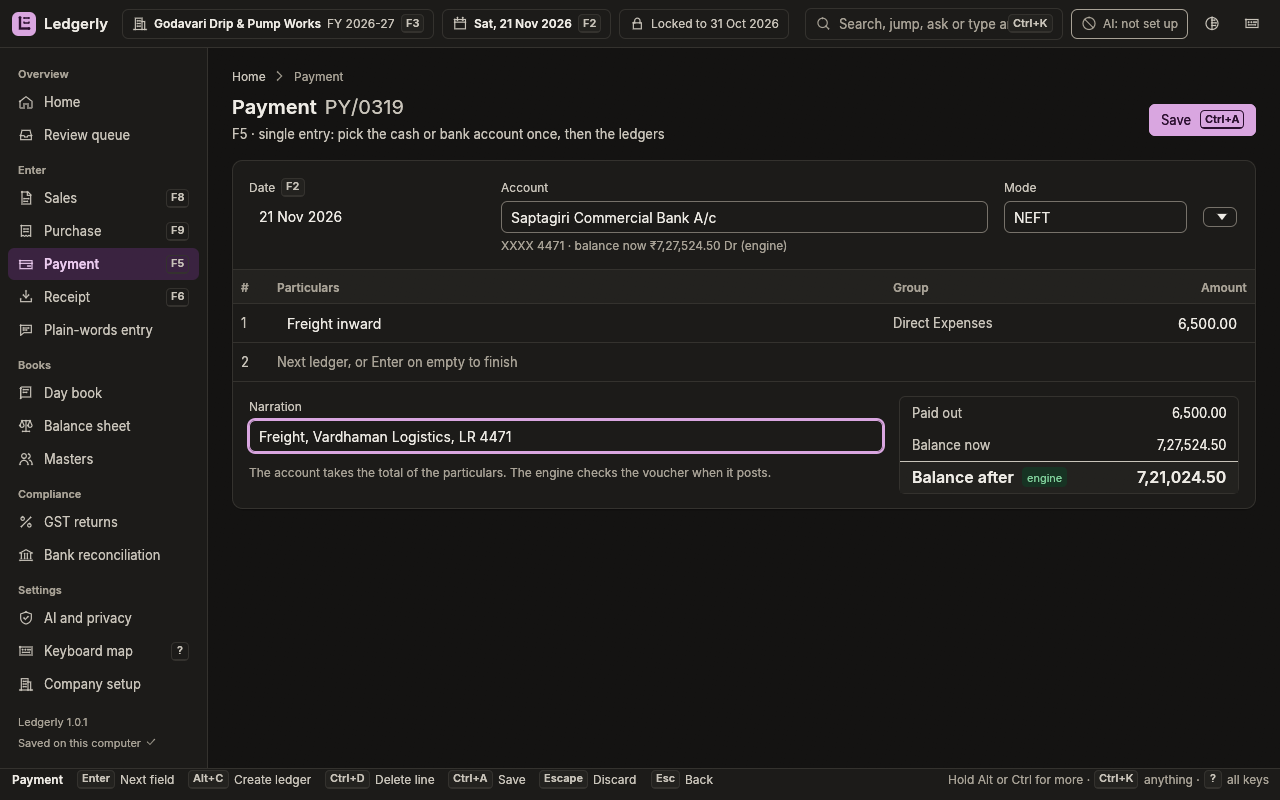 Ledgerly
Godavari Drip & Pump Works FY 2026-27 F3
Sat, 21 Nov 2026 F2
Locked to 31 Oct 2026
Search, jump, ask or type a Ctrl+K
AI: not set up
Overview
Home
Review queue
Enter
Sales F8
Purchase F9
Payment F5
Receipt F6
Plain-words entry
Books
Day book
Balance sheet
Masters
Compliance
GST returns
Bank reconciliation
Settings
AI and privacy
Keyboard map ?
Company setup
Ledgerly 1.0.1
Saved on this computer
Home Payment
Payment PY/0319
F5 · single entry: pick the cash or bank account once, then the ledgers
Save Ctrl+A
Date F2 Account Mode
21 Nov 2026 Saptagiri Commercial Bank A/c NEFT
XXXX 4471 · balance now ₹7,27,524.50 Dr (engine)
# Particulars Group Amount
1 Freight inward Direct Expenses 6,500.00
2 Next ledger, or Enter on empty to finish
Narration
Freight, Vardhaman Logistics, LR 4471
The account takes the total of the particulars. The engine checks the voucher when it posts.
Paid out 6,500.00
Balance now 7,27,524.50
Balance after engine 7,21,024.50
Payment Enter Next field Alt+C Create ledger Ctrl+D Delete line Ctrl+A Save Escape Discard Esc Back
Hold Alt or Ctrl for more · Ctrl+K anything · ? all keys